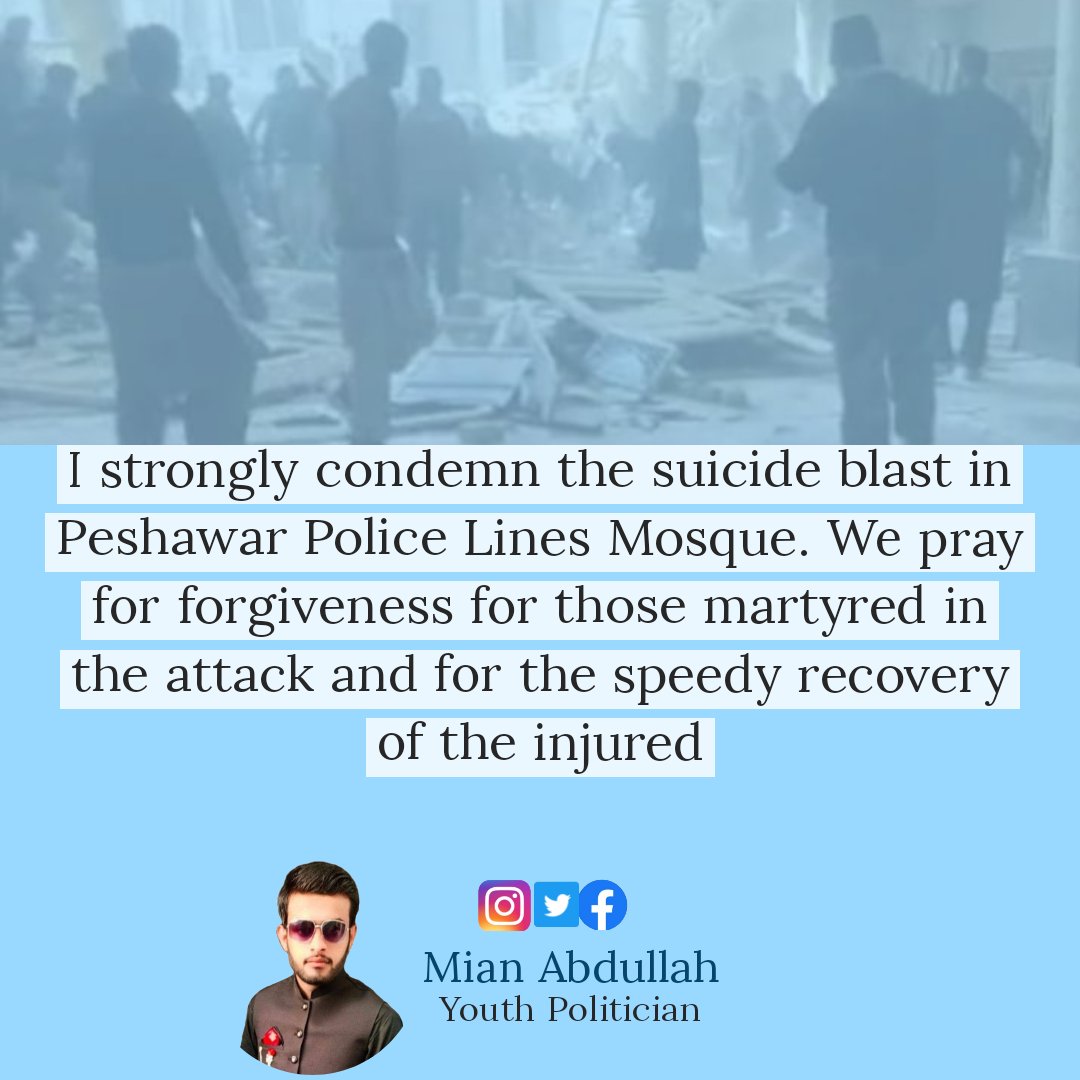 I strongly condemn the suicide blast in
Peshawar Police Lines Mosque. We pray
for forgiveness for those martyred in
the attack and for the speedy recovery
of the injured
Mian Abdullah
Youth Politician